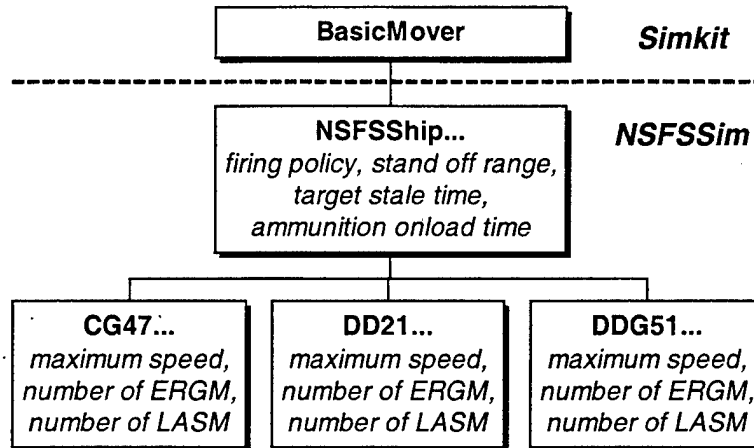 BasicMover
Simkit
NSFSShip...
firing policy, stand off range,
target stale time,
ammunition onload time
NSFSSim
CG47...
maximum speed,
number of ERGM,
number of LASM
DD21...
maximum speed,
number of ERGM,
number of LASM
DDG51...
maximum speed,
number of ERGM,
number of LASM